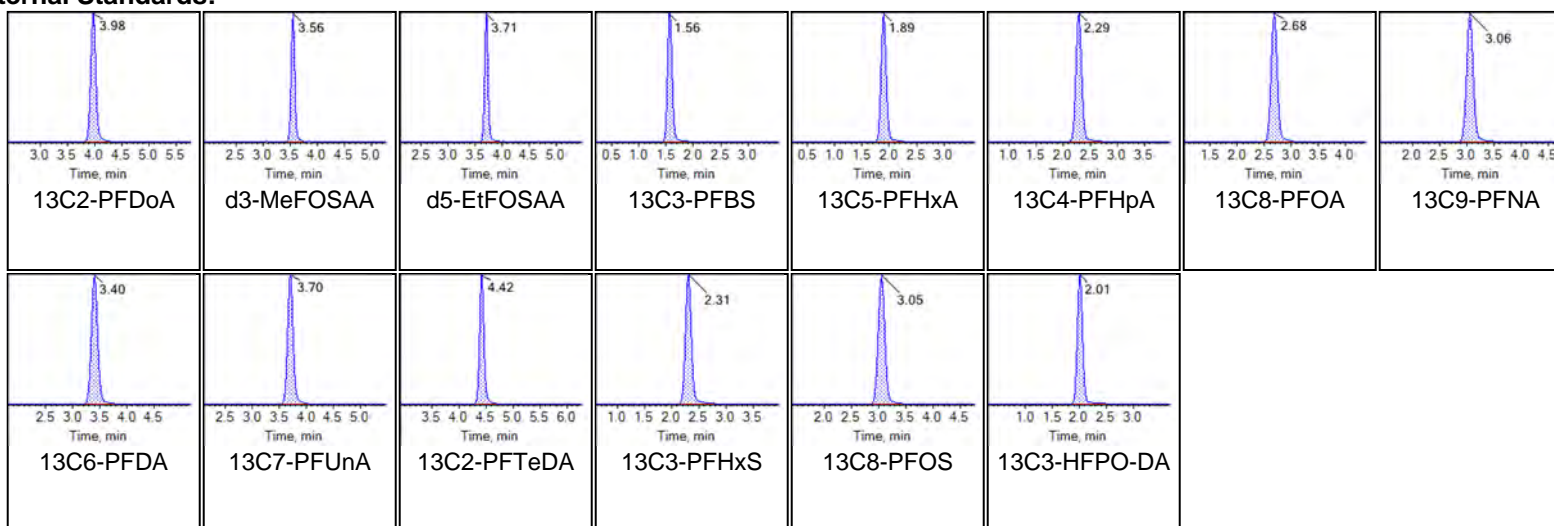 ternal Standards:
3.98
3.0 3.5 4.0 4.5 5.0 5.5
Time, min
13C2-PFDoA
3.56
2.5 3.0 3.5 4.0 4.5 5.0
Time, min
d3-MeFOSAA
3.71
2.5 3.0 3.5 4.0 4.5 5.0
Time, min
d5-EtFOSAA
1.56
0.5 1.0 1.5 2.0 2.5 3.0
Time, min
13C3-PFBS
1.89
0.5 1.0 1.5 2.0 2.5 3.0
Time, min
13C5-PFHxA
2.29
1.0 1.5 2.0 2.5 3.0 3.5
Time, min
13C4-PFHpA
2.68
1.5 2.0 2.5 3.0 3.5 4.0
Time, min
13C8-PFOA
3.06
2.0 2.5 3.0 3.5 4.0 4.5
Time, min
13C9-PFNA
3.40
2.5 3.0 3.5 4.0 4.5
Time, min
13C6-PFDA
3.70
2.5 3.0 3.5 4.0 4.5 5.0
Time, min
13C7-PFUnA
4.42
3.5 4.0 4.5 5.0 5.5 6.0
Time, min
13C2-PFTeDA
2.31
1.0 1.5 2.0 2.5 3.0 3.5
Time, min
13C3-PFHxS
3.05
2.0 2.5 3.0 3.5 4.0 4.5
Time, min
13C8-PFOS
2.01
1.0 1.5 2.0 2.5 3.0
Time, min
13C3-HFPO-DA